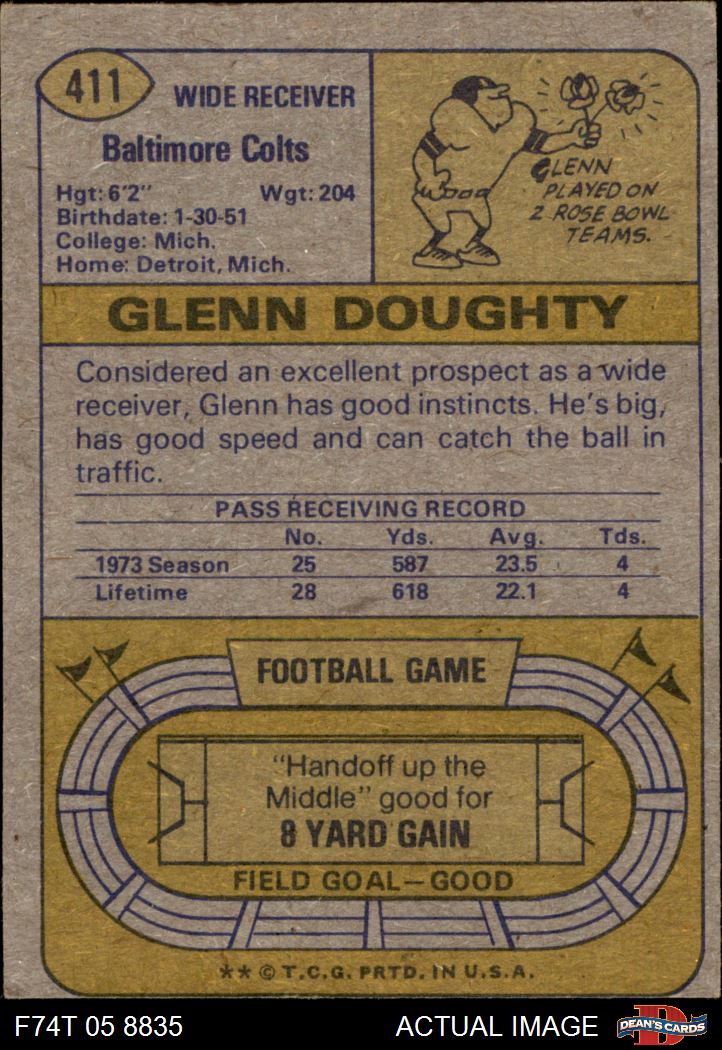 411
WIDE RECEIVER
Baltimore Colts
Hgt: 6'2" Wgt: 204
Birthdate: 1-30-51
College: Mich.
Home: Detroit, Mich.
GLENN
PLAYED ON
2 ROSE BOWL
TEAMS.
GLENN DOUGHTY
Considered an excellent prospect as a wide
receiver, Glenn has good instincts. He's big,
has good speed and can catch the ball in
traffic.
PASS RECEIVING RECORD
No. Yds. Avg. Tds.
1973 Season 25 587 23.5 4
Lifetime 28 618 22.1 4
FOOTBALL GAME
"Handoff up the
Middle" good for
8 YARD GAIN
FIELD GOAL—GOOD
** © T.C.G. PRTD. IN U.S.A.
F74T 05 8835 ACTUAL IMAGE
D
DEAN'S CARDS